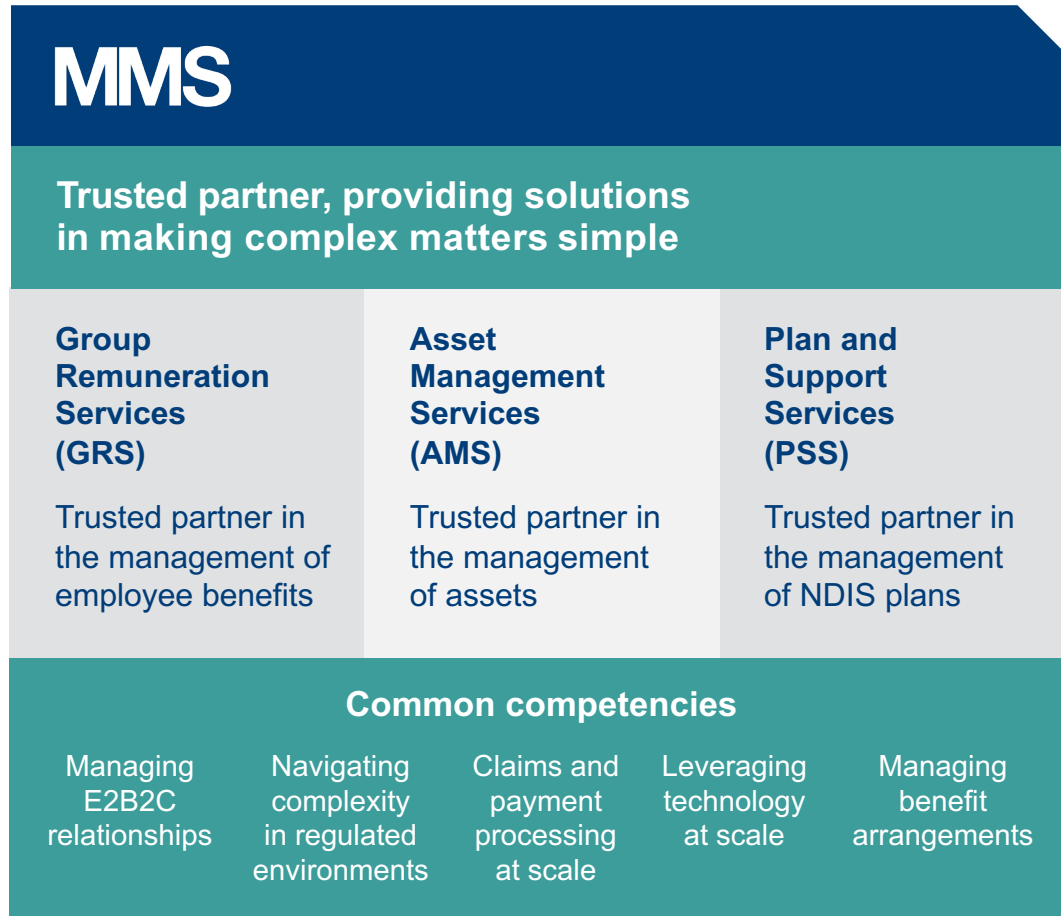 MMS
Trusted partner, providing solutions
in making complex matters simple
Group
Remuneration
Services
(GRS)
Trusted partner in
the management of
employee benefits
Asset
Management
Services
(AMS)
Trusted partner in
the management
of assets
Plan and
Support
Services
(PSS)
Trusted partner in
the management
of NDIS plans
Common competencies
Managing
E2B2C
relationships
Navigating
complexity
in regulated
environments
Claims and
payment
processing
at scale
Leveraging
technology
at scale
Managing
benefit
arrangements